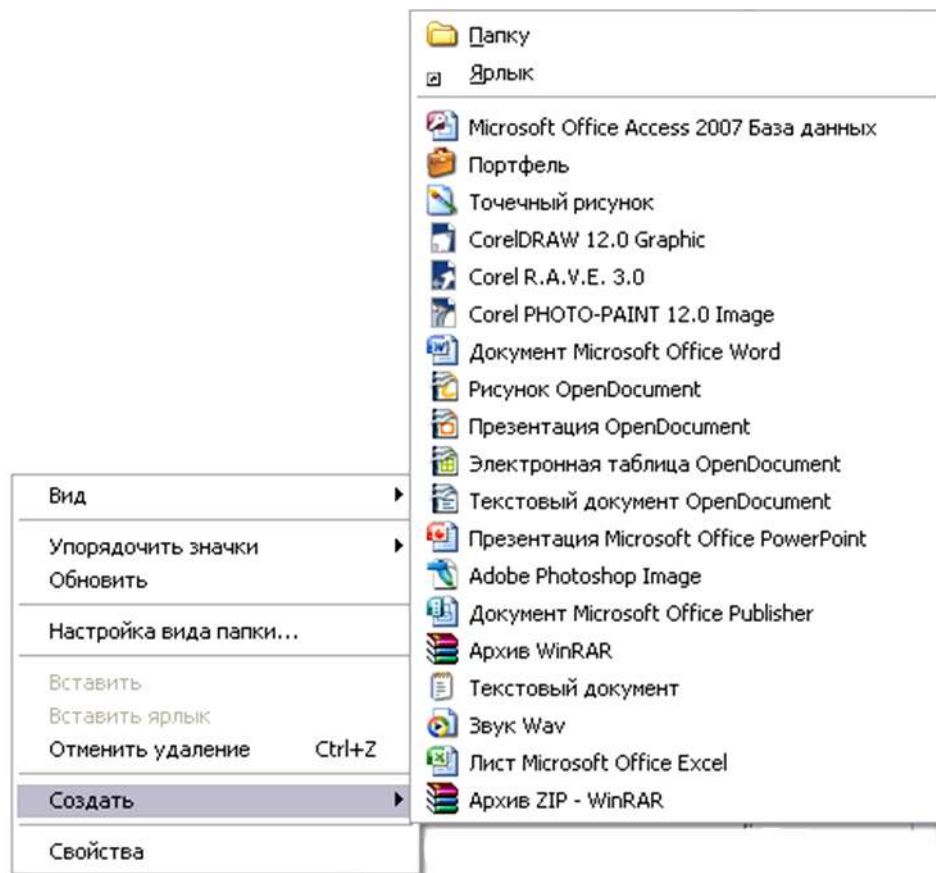 Папку
Ярлык
Microsoft Office Access 2007 База данных
Портфель
Точечный рисунок
CorelDRAW 12.0 Graphic
Corel R.A.V.E. 3.0
Corel PHOTO-PAINT 12.0 Image
Документ Microsoft Office Word
Рисунок OpenDocument
Презентация OpenDocument
Электронная таблица OpenDocument
Текстовый документ OpenDocument
Презентация Microsoft Office PowerPoint
Adobe Photoshop Image
Документ Microsoft Office Publisher
Архив WinRAR
Текстовый документ
Звук Wav
Лист Microsoft Office Excel
Архив ZIP - WinRAR
Вид
Упорядочить значки
Обновить
Настройка вида папки...
Вставить
Вставить ярлык
Отменить удаление Ctrl+Z
Создать
Свойства